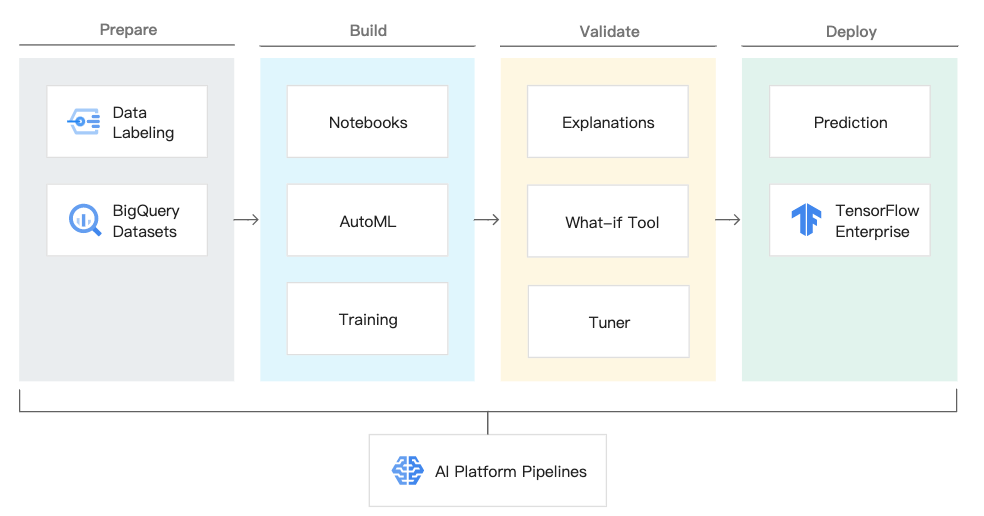 Prepare
Build
Validate
Deploy
Data
Labeling
BigQuery
Datasets
Notebooks
AutoML
Training
Explanations
What-if Tool
Tuner
Prediction
TensorFlow
Enterprise
AI Platform Pipelines